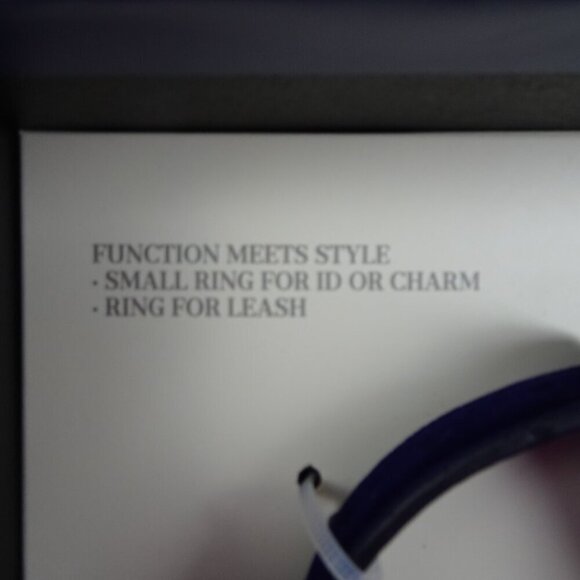 FUNCTION MEETS STYLE
· SMALL RING FOR ID OR CHARM
· RING FOR LEASH